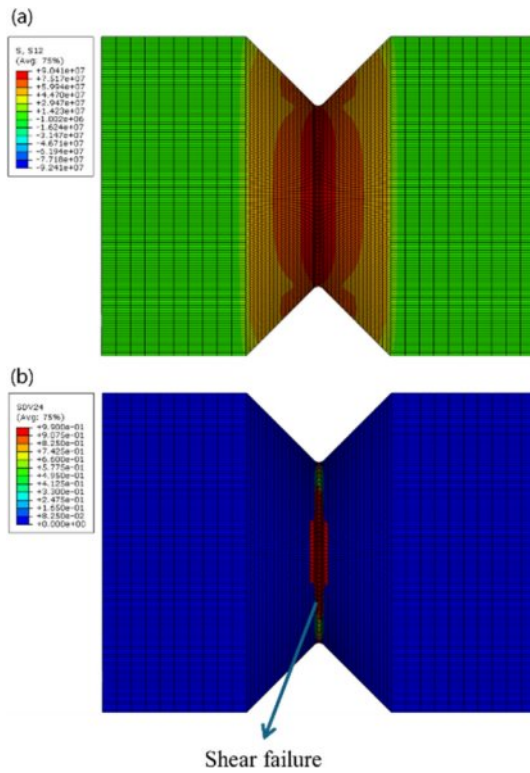 (a)
S, S12
(Avg: 75%)
+9.041e+07
+7.517e+07
+5.994e+07
+4.470e+07
+2.947e+07
+1.423e+07
-1.002e+06
-1.624e+07
-3.147e+07
-4.671e+07
-6.194e+07
-7.718e+07
-9.241e+07
(b)
SDV24
(Avg: 75%)
+9.900e-01
+9.075e-01
+8.250e-01
+7.425e-01
+6.600e-01
+5.775e-01
+4.950e-01
+4.125e-01
+3.300e-01
+2.475e-01
+1.650e-01
+8.250e-02
+0.000e+00
Shear failure